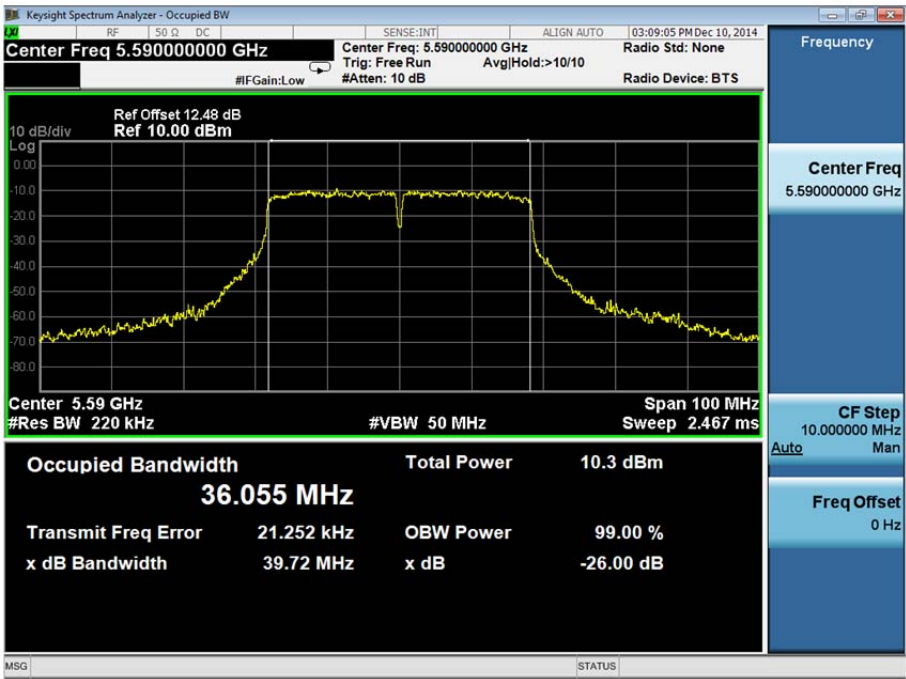 Keysight Spectrum Analyzer - Occupied BW
LXI RF 50 Ω DC SENSE:INT ALIGN AUTO 03:09:05 PM Dec 10, 2014
Center Freq 5.590000000 GHz Center Freq: 5.590000000 GHz Radio Std: None
Trig: Free Run Avg|Hold:>10/10
#IFGain:Low #Atten: 10 dB Radio Device: BTS
Frequency
Ref Offset 12.48 dB
10 dB/div Ref 10.00 dBm
Log
0.00
-10.0
-20.0
-30.0
-40.0
-50.0
-60.0
-70.0
-80.0
Center 5.59 GHz Span 100 MHz
#Res BW 220 kHz #VBW 50 MHz Sweep 2.467 ms
Occupied Bandwidth Total Power 10.3 dBm
36.055 MHz
Transmit Freq Error 21.252 kHz OBW Power 99.00 %
x dB Bandwidth 39.72 MHz x dB -26.00 dB
Center Freq
5.590000000 GHz
CF Step
10.000000 MHz
Auto Man
Freq Offset
0 Hz
MSG STATUS